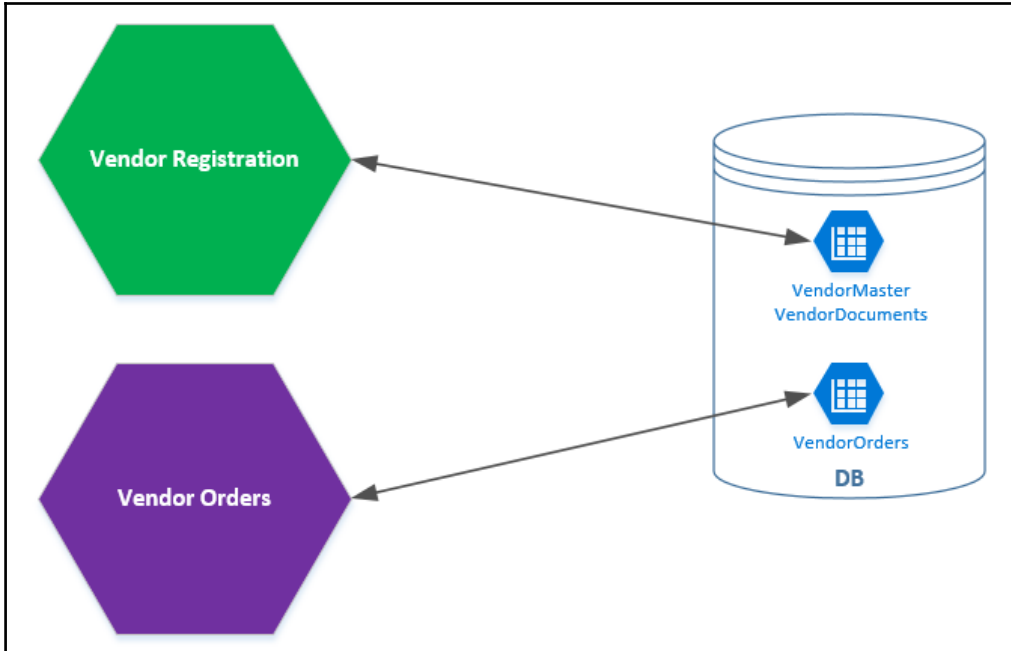 Vendor Registration
VendorMaster
VendorDocuments
VendorOrders
DB
Vendor Orders